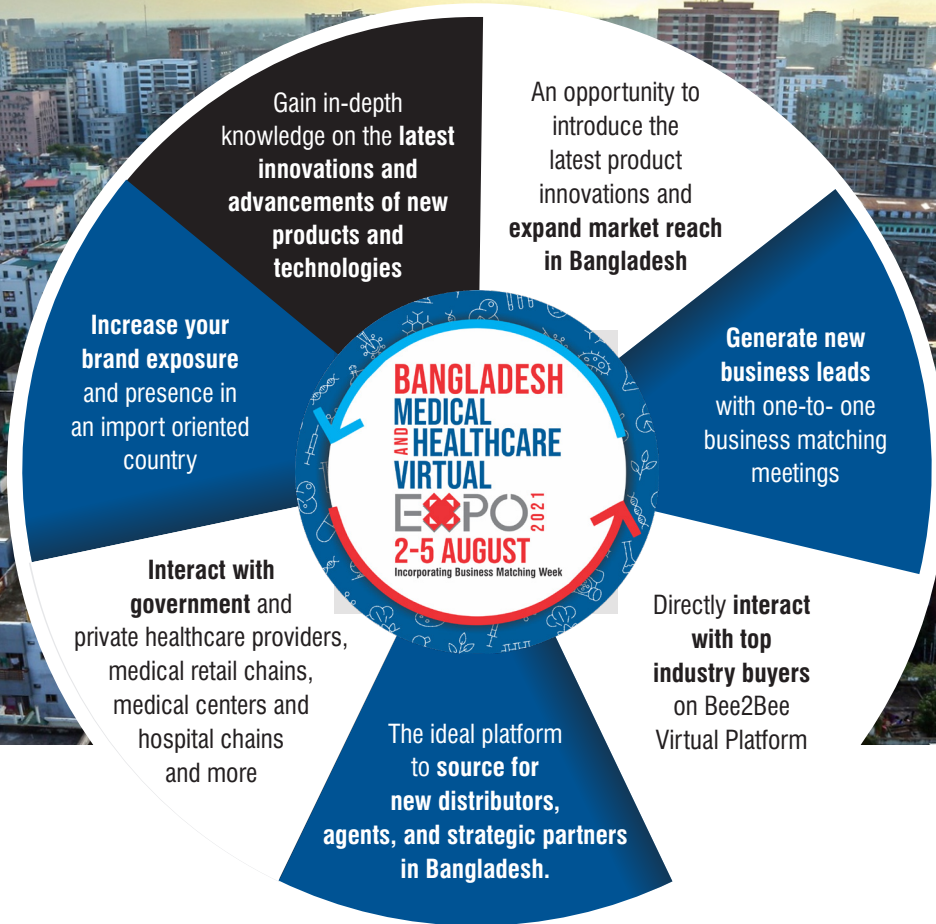 Gain in-depth
knowledge on the latest
innovations and
advancements of new
products and
technologies
An opportunity to
introduce the
latest product
innovations and
expand market reach
in Bangladesh
Generate new
business leads
with one-to- one
business matching
meetings
Directly interact
with top
industry buyers
on Bee2Bee
Virtual Platform
The ideal platform
to source for
new distributors,
agents, and strategic partners
in Bangladesh.
Interact with
government and
private healthcare providers,
medical retail chains,
medical centers and
hospital chains
and more
Increase your
brand exposure
and presence in
an import oriented
country
BANGLADESH
MEDICAL
AND HEALTHCARE
VIRTUAL
EXPO 2021
2-5 AUGUST
Incorporating Business Matching Week